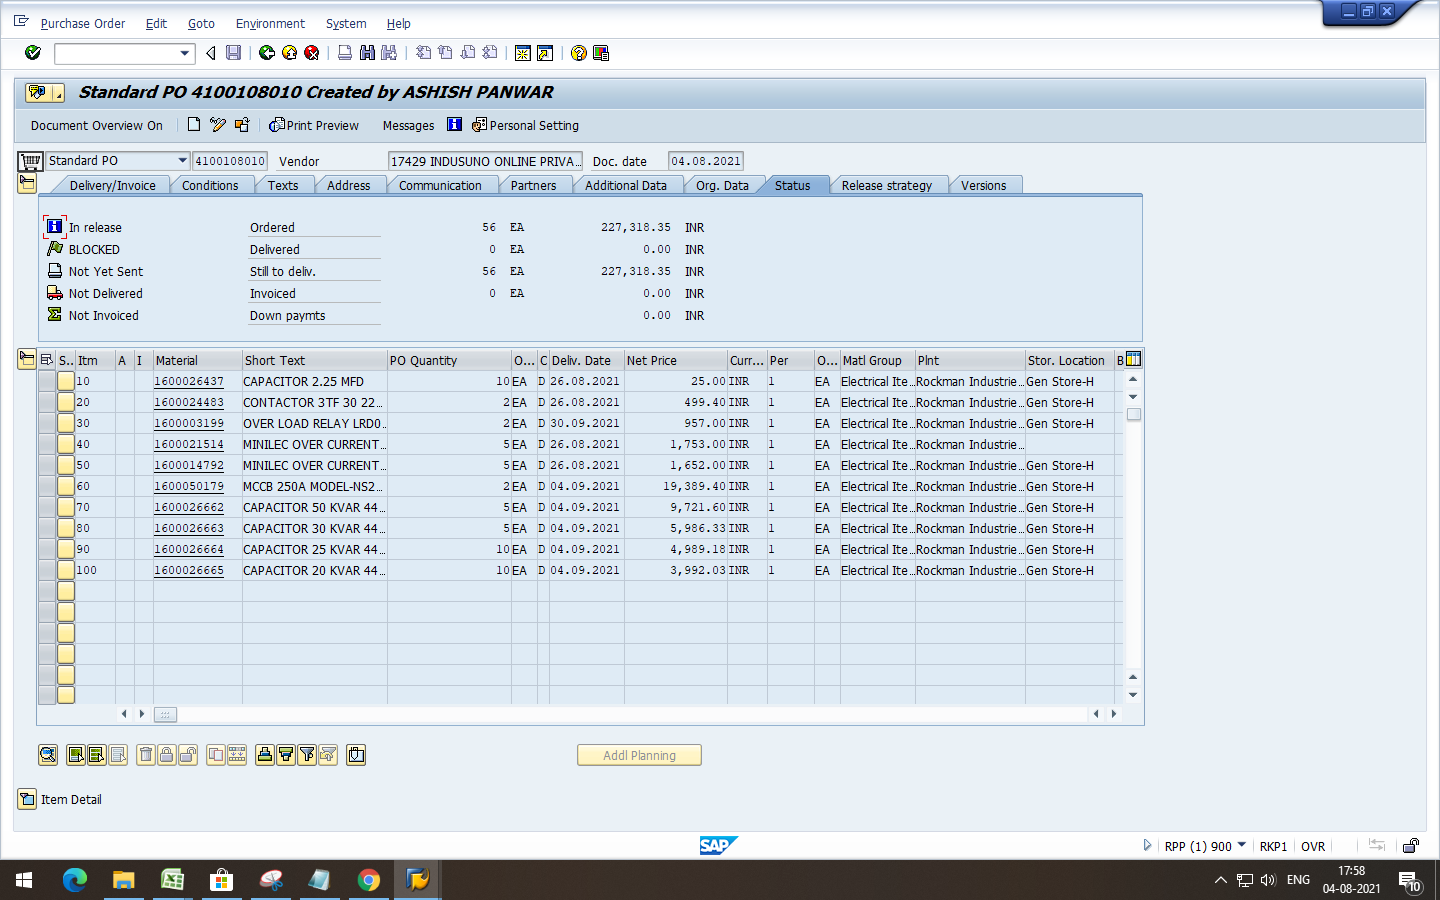 Purchase Order Edit Goto Environment System Help
Standard PO 4100108010 Created by ASHISH PANWAR
Document Overview On Print Preview Messages Personal Setting
Standard PO 4100108010 Vendor 17429 INDUSUNO ONLINE PRIVA... Doc. date 04.08.2021
Delivery/Invoice Conditions Texts Address Communication Partners Additional Data Org. Data Status Release strategy Versions
In release Ordered 56 EA 227,318.35 INR
BLOCKED Delivered 0 EA 0.00 INR
Not Yet Sent Still to deliv. 56 EA 227,318.35 INR
Not Delivered Invoiced 0 EA 0.00 INR
Not Invoiced Down paymts 0.00 INR
S.. Itm A I Material Short Text PO Quantity O... C Deliv. Date Net Price Curr... Per O... Matl Group Plnt Stor. Location B
10 1600026437 CAPACITOR 2.25 MFD 10 EA D 26.08.2021 25.00 INR 1 EA Electrical Ite... Rockman Industrie... Gen Store-H
20 1600024483 CONTACTOR 3TF 30 22... 2 EA D 26.08.2021 499.40 INR 1 EA Electrical Ite... Rockman Industrie... Gen Store-H
30 1600003199 OVER LOAD RELAY LRD0... 2 EA D 30.09.2021 957.00 INR 1 EA Electrical Ite... Rockman Industrie... Gen Store-H
40 1600021514 MINILEC OVER CURRENT... 5 EA D 26.08.2021 1,753.00 INR 1 EA Electrical Ite... Rockman Industrie...
50 1600014792 MINILEC OVER CURRENT... 5 EA D 26.08.2021 1,652.00 INR 1 EA Electrical Ite... Rockman Industrie... Gen Store-H
60 1600050179 MCCB 250A MODEL-NS2... 2 EA D 04.09.2021 19,389.40 INR 1 EA Electrical Ite... Rockman Industrie... Gen Store-H
70 1600026662 CAPACITOR 50 KVAR 44... 5 EA D 04.09.2021 9,721.60 INR 1 EA Electrical Ite... Rockman Industrie... Gen Store-H
80 1600026663 CAPACITOR 30 KVAR 44... 5 EA D 04.09.2021 5,986.33 INR 1 EA Electrical Ite... Rockman Industrie... Gen Store-H
90 1600026664 CAPACITOR 25 KVAR 44... 10 EA D 04.09.2021 4,989.18 INR 1 EA Electrical Ite... Rockman Industrie... Gen Store-H
100 1600026665 CAPACITOR 20 KVAR 44... 10 EA D 04.09.2021 3,992.03 INR 1 EA Electrical Ite... Rockman Industrie... Gen Store-H
Addl Planning
Item Detail
SAP RPP (1) 900 RKP1 OVR
ENG 17:58
04-08-2021 10